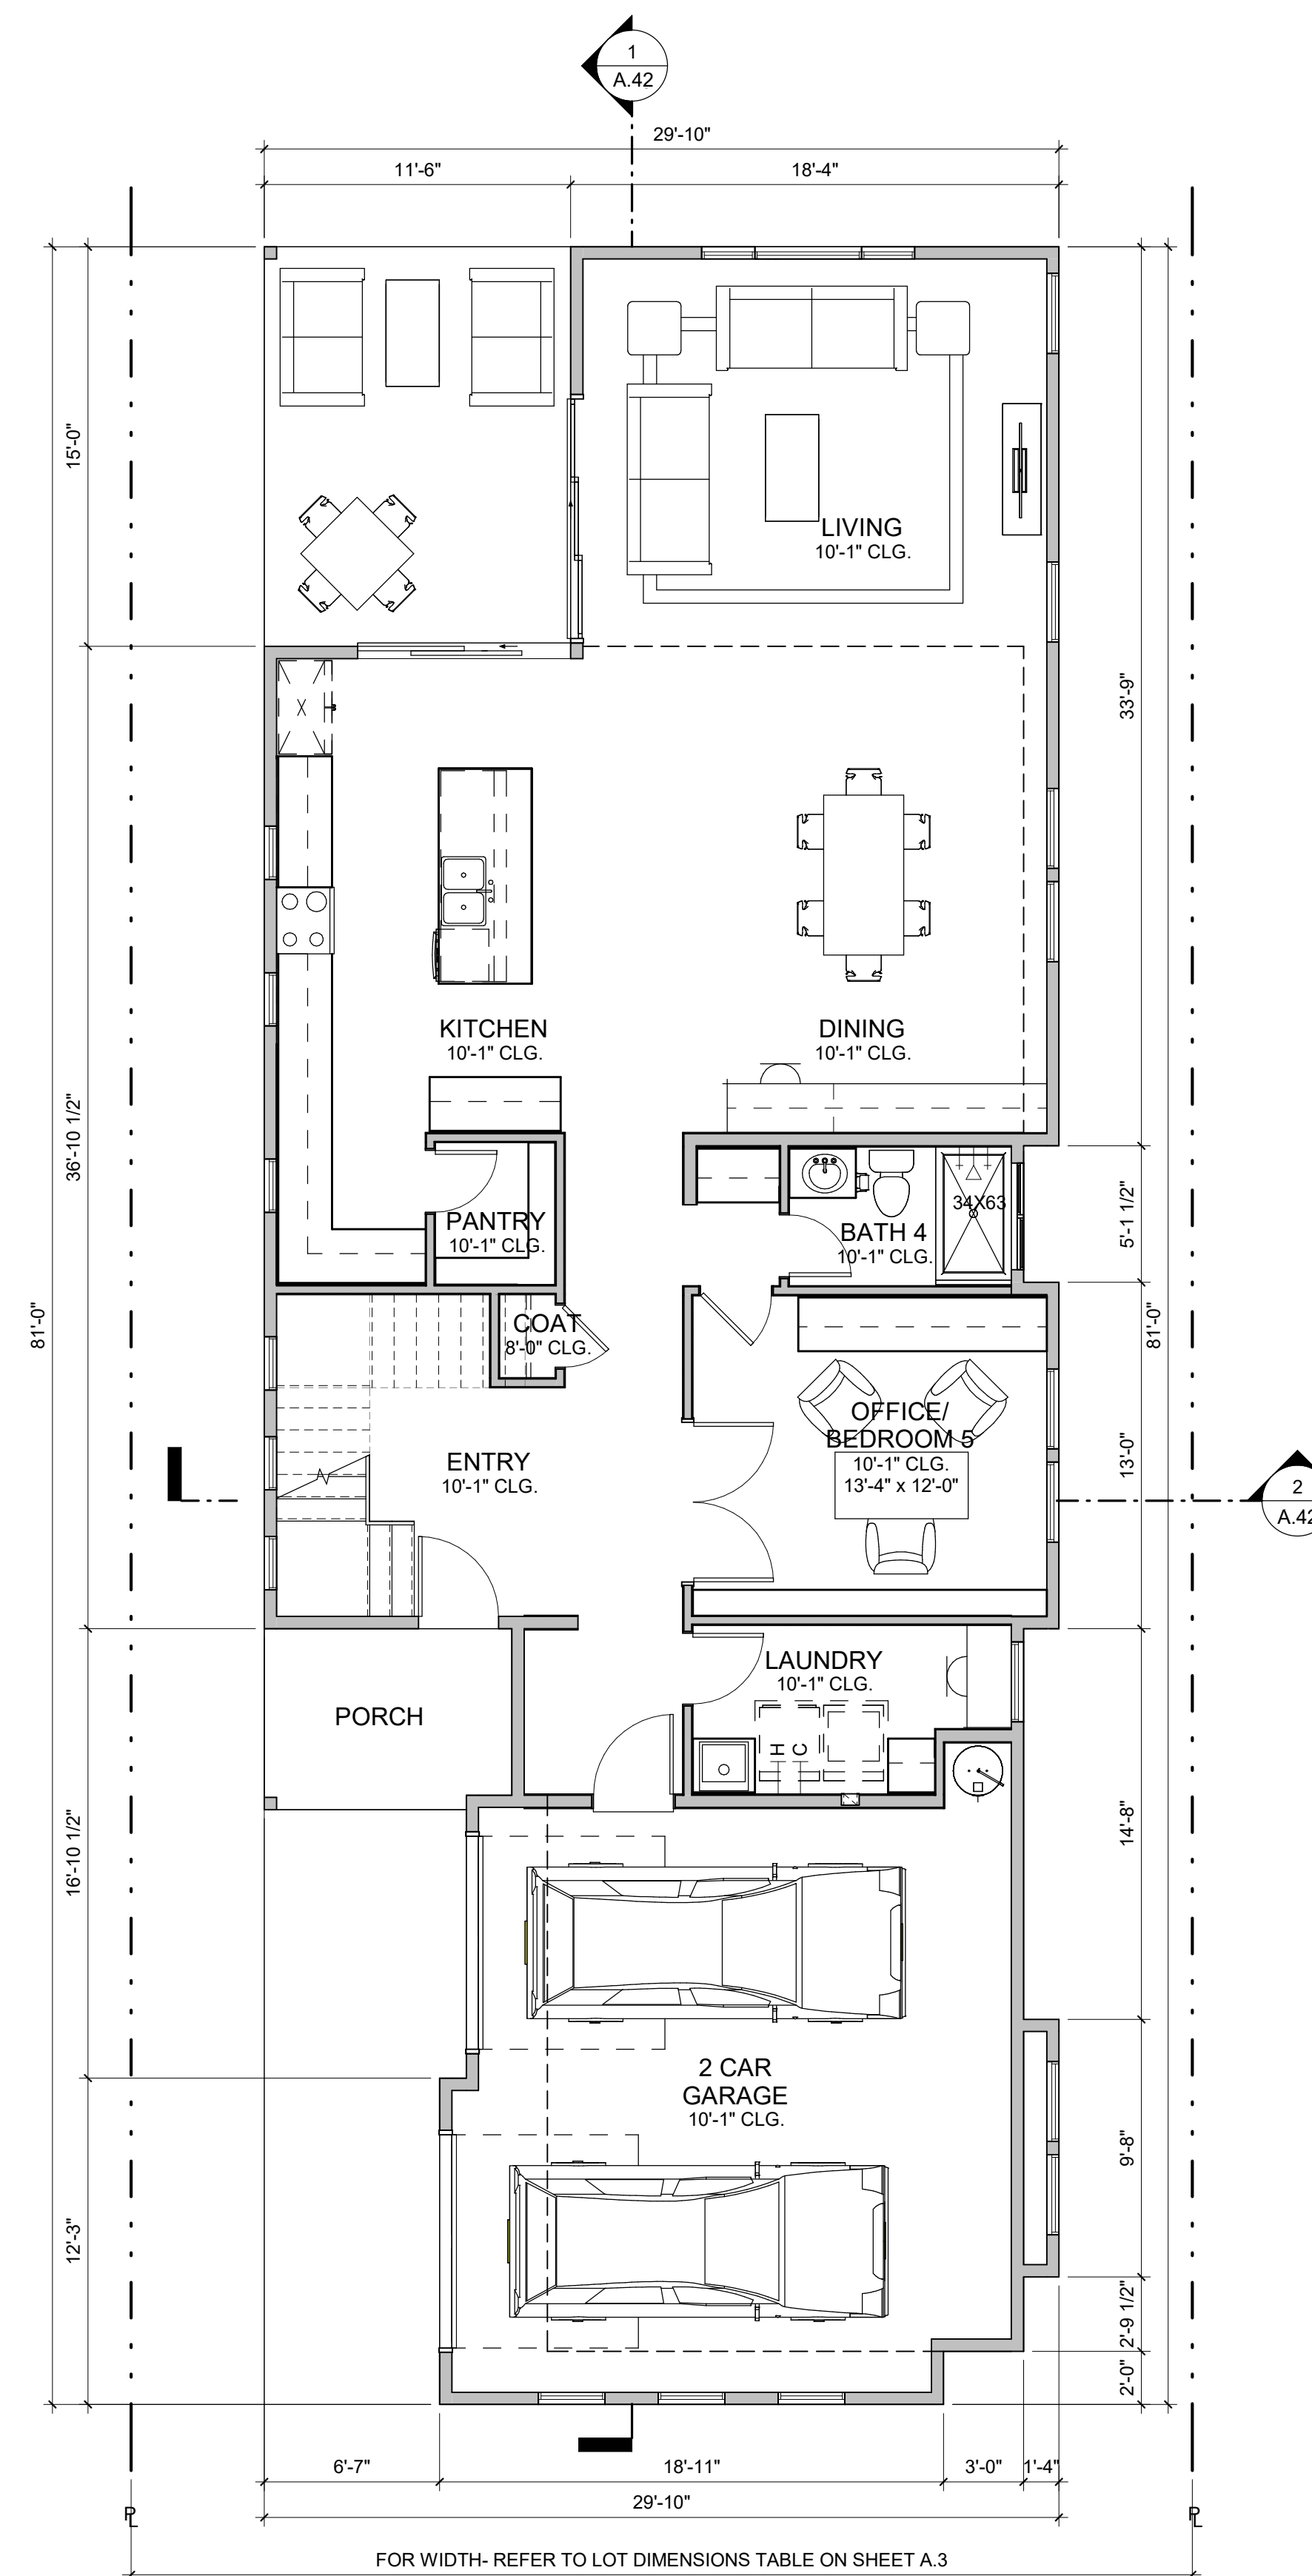 1
A.42
29'-10"
11'-6"
18'-4"
15'-0"
LIVING
10'-1" CLG.
33'-9"
KITCHEN
10'-1" CLG.
DINING
10'-1" CLG.
36'-10 1/2"
81'-0"
PANTRY
10'-1" CLG.
34X63
BATH 4
10'-1" CLG.
5'-1 1/2"
COAT
8'-0" CLG.
81'-0"
OFFICE/
BEDROOM 5
10'-1" CLG.
13'-4" x 12'-0"
ENTRY
10'-1" CLG.
13'-0"
2
A.42
LAUNDRY
10'-1" CLG.
PORCH
H
C
14'-8"
16'-10 1/2"
2 CAR
GARAGE
10'-1" CLG.
9'-8"
12'-3"
2'-9 1/2"
2'-0"
6'-7"
18'-11"
3'-0"
1'-4"
29'-10"
PL
PL
FOR WIDTH- REFER TO LOT DIMENSIONS TABLE ON SHEET A.3